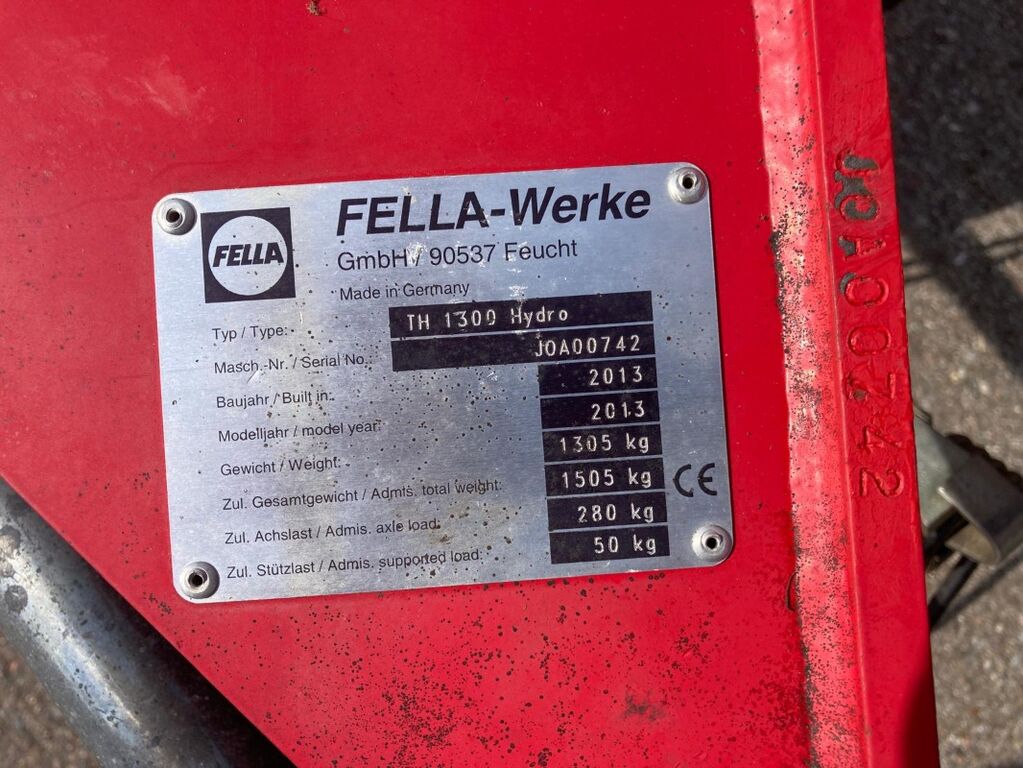 FELLA
FELLA-Werke
GmbH / 90537 Feucht
Made in Germany
Typ / Type: TH 1300 Hydro
Masch.-Nr. / Serial No.: JOA00742
Baujahr / Built in: 2013
Modelljahr / model year: 2013
Gewicht / Weight: 1305 kg
Zul. Gesamtgewicht / Admis. total weight: 1505 kg
Zul. Achslast / Admis. axle load: 280 kg
Zul. Stützlast / Admis. supported load: 50 kg
CE
JOA00742